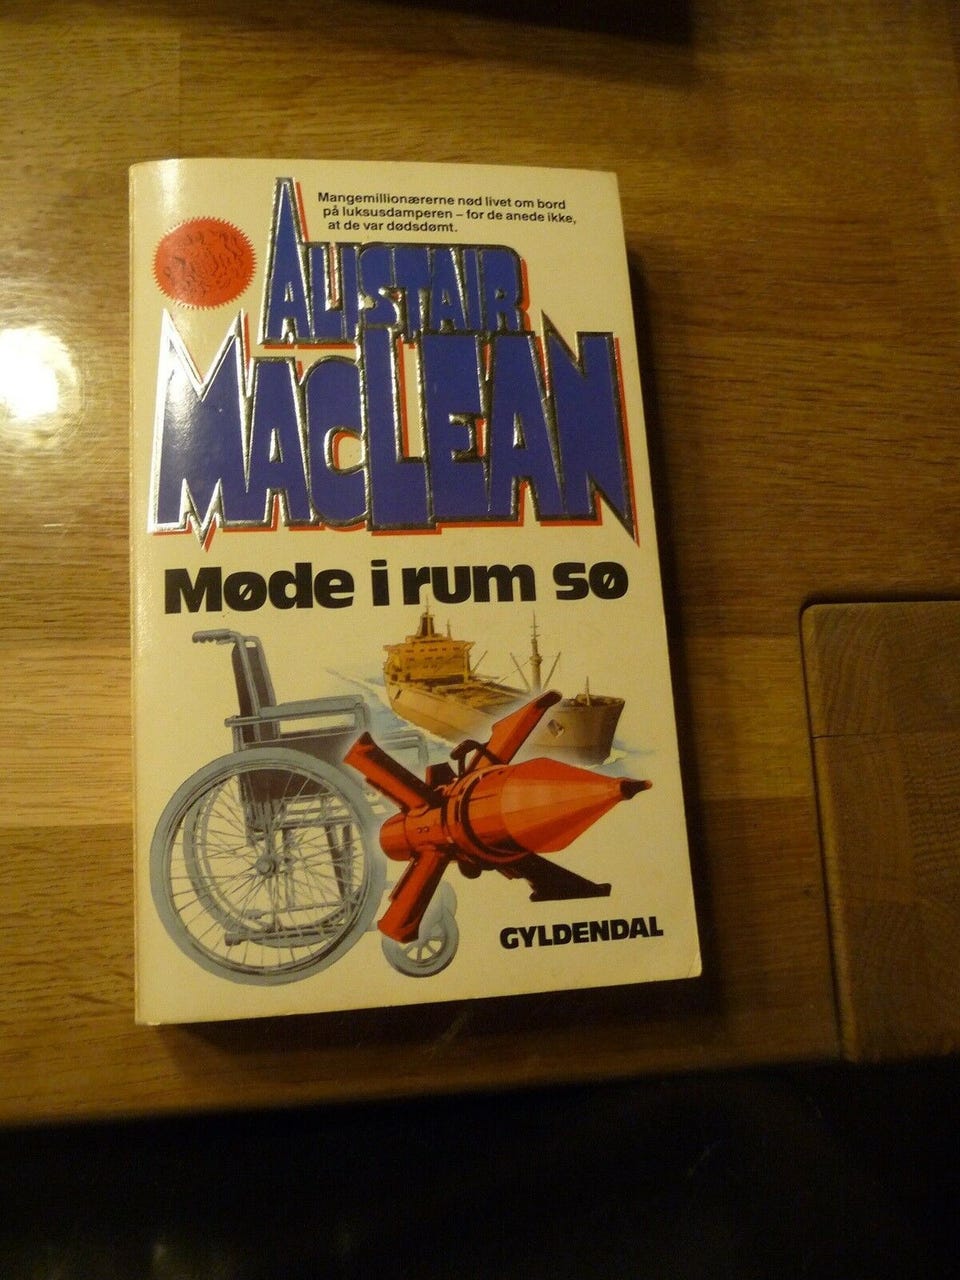 Mangemillionærerne nød livet om bord
på luksusdamperen – for de anede ikke,
at de var dødsdømt.
ALISTAIR
MACLEAN
Møde i rum sø
GYLDENDAL